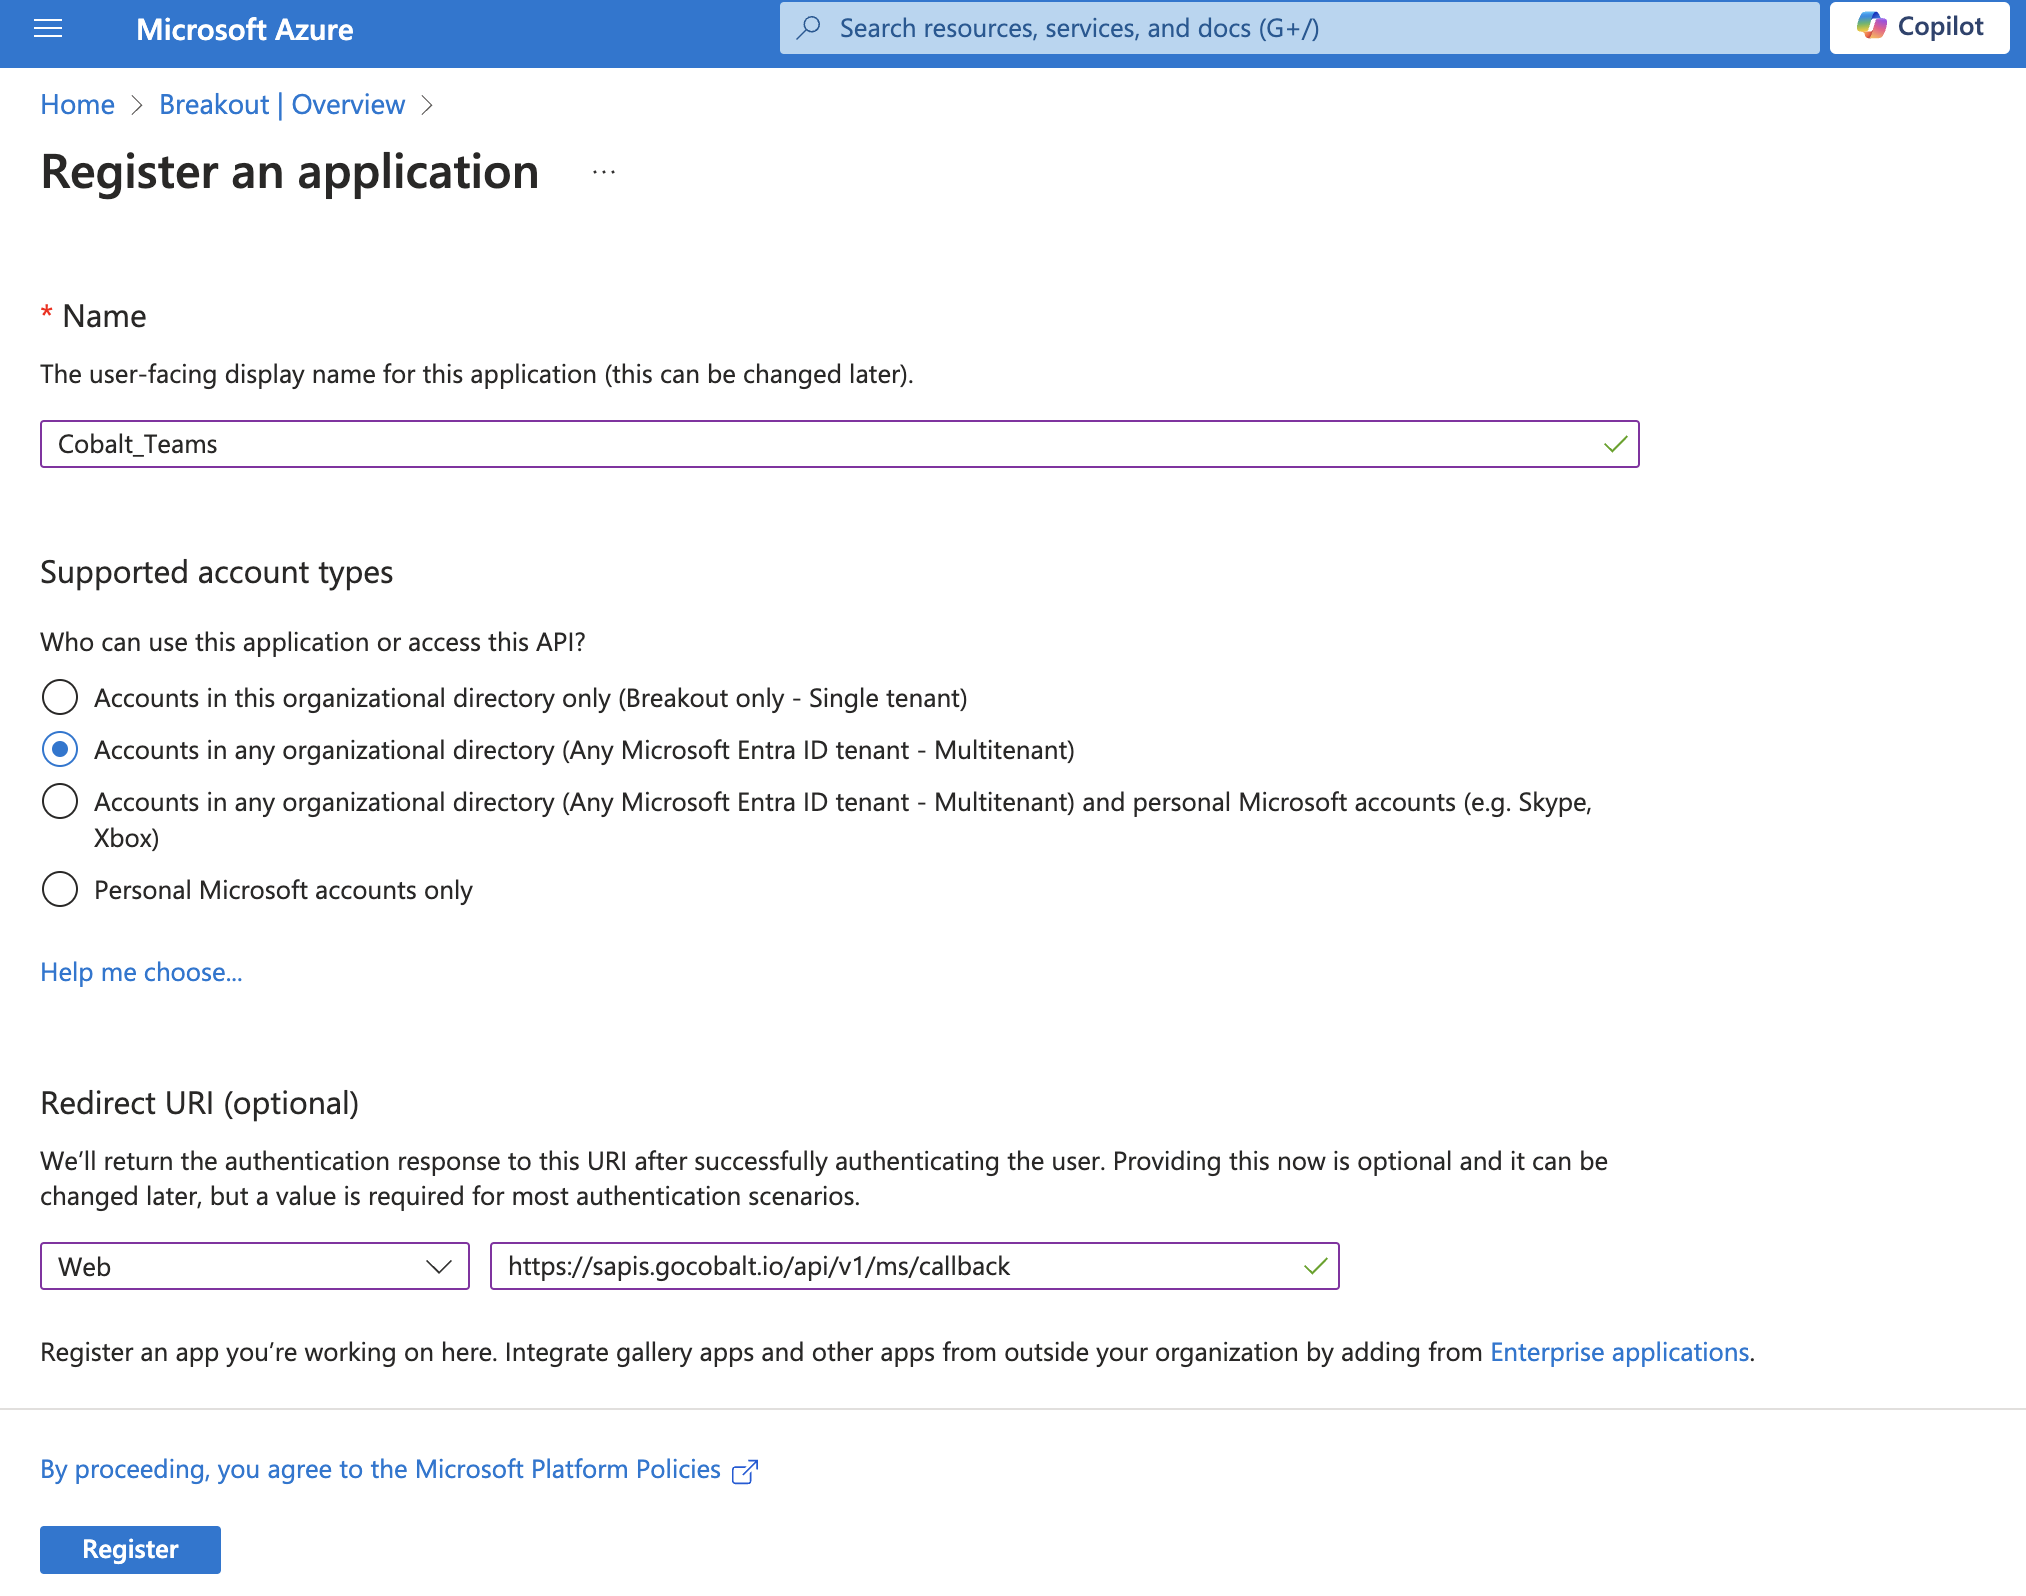 Microsoft Azure
Search resources, services, and docs (G+/)
Copilot
Home > Breakout | Overview >
Register an application ...
* Name
The user-facing display name for this application (this can be changed later).
Cobalt_Teams
Supported account types
Who can use this application or access this API?
Accounts in this organizational directory only (Breakout only - Single tenant)
Accounts in any organizational directory (Any Microsoft Entra ID tenant - Multitenant)
Accounts in any organizational directory (Any Microsoft Entra ID tenant - Multitenant) and personal Microsoft accounts (e.g. Skype,
Xbox)
Personal Microsoft accounts only
Help me choose...
Redirect URI (optional)
We’ll return the authentication response to this URI after successfully authenticating the user. Providing this now is optional and it can be
changed later, but a value is required for most authentication scenarios.
Web
https://sapis.gocobalt.io/api/v1/ms/callback
Register an app you’re working on here. Integrate gallery apps and other apps from outside your organization by adding from Enterprise applications.
By proceeding, you agree to the Microsoft Platform Policies
Register